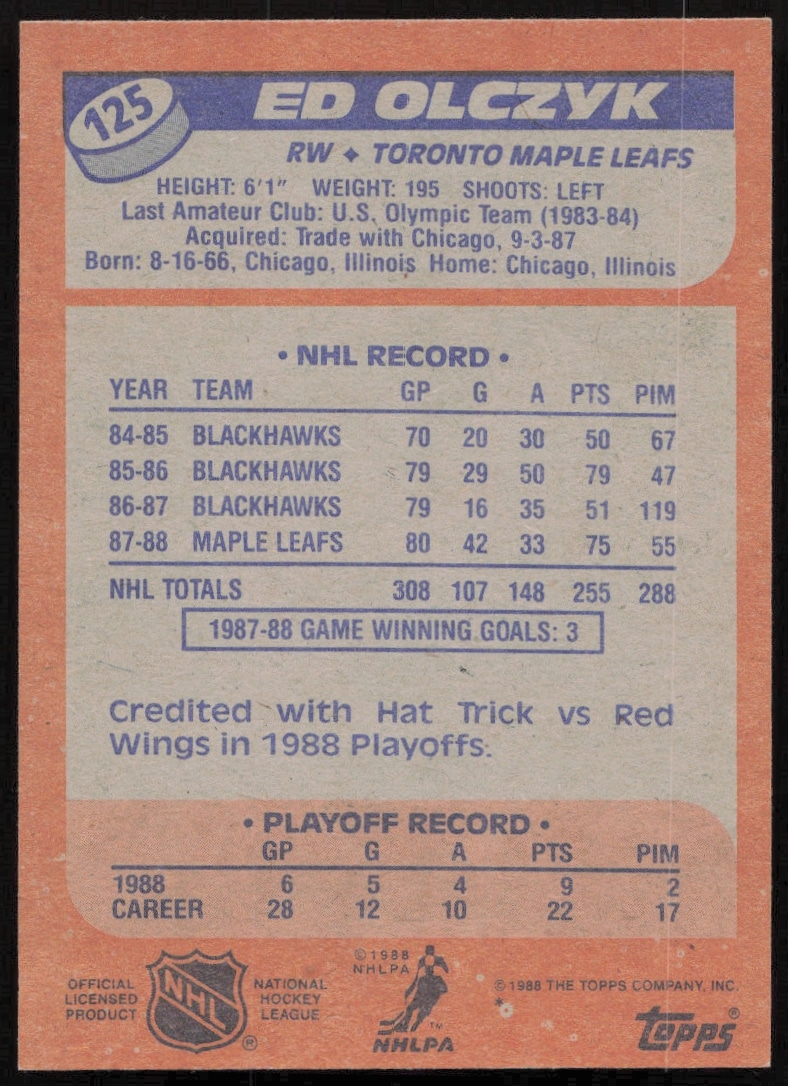 125
ED OLCZYK
RW ♦ TORONTO MAPLE LEAFS
HEIGHT: 6'1" WEIGHT: 195 SHOOTS: LEFT
Last Amateur Club: U.S. Olympic Team (1983-84)
Acquired: Trade with Chicago, 9-3-87
Born: 8-16-66, Chicago, Illinois Home: Chicago, Illinois
• NHL RECORD •
YEAR TEAM GP G A PTS PIM
84-85 BLACKHAWKS 70 20 30 50 67
85-86 BLACKHAWKS 79 29 50 79 47
86-87 BLACKHAWKS 79 16 35 51 119
87-88 MAPLE LEAFS 80 42 33 75 55
NHL TOTALS 308 107 148 255 288
1987-88 GAME WINNING GOALS: 3
Credited with Hat Trick vs Red
Wings in 1988 Playoffs.
• PLAYOFF RECORD •
GP G A PTS PIM
1988 6 5 4 9 2
CAREER 28 12 10 22 17
OFFICIAL
LICENSED
PRODUCT
NHL
®
NATIONAL
HOCKEY
LEAGUE
© 1988
NHLPA
™
NHLPA
© 1988 THE TOPPS COMPANY, INC.
*
topps®